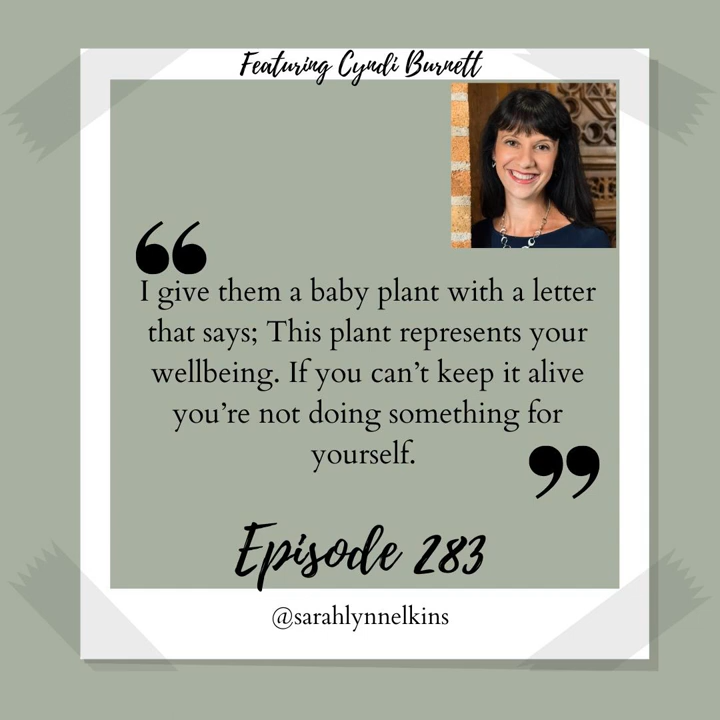 Featuring Cyndi Burnett
“
I give them a baby plant with a letter
that says; This plant represents your
wellbeing. If you can’t keep it alive
you’re not doing something for
yourself.
”
Episode 283
@sarahlynnelkins